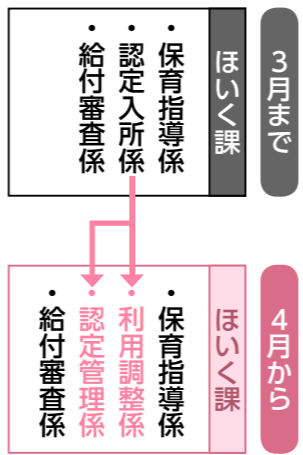 3月まで
ほいく課
・保育指導係
・認定入所係
・給付審査係
4月から
ほいく課
・保育指導係
・利用調整係
・認定管理係
・給付審査係